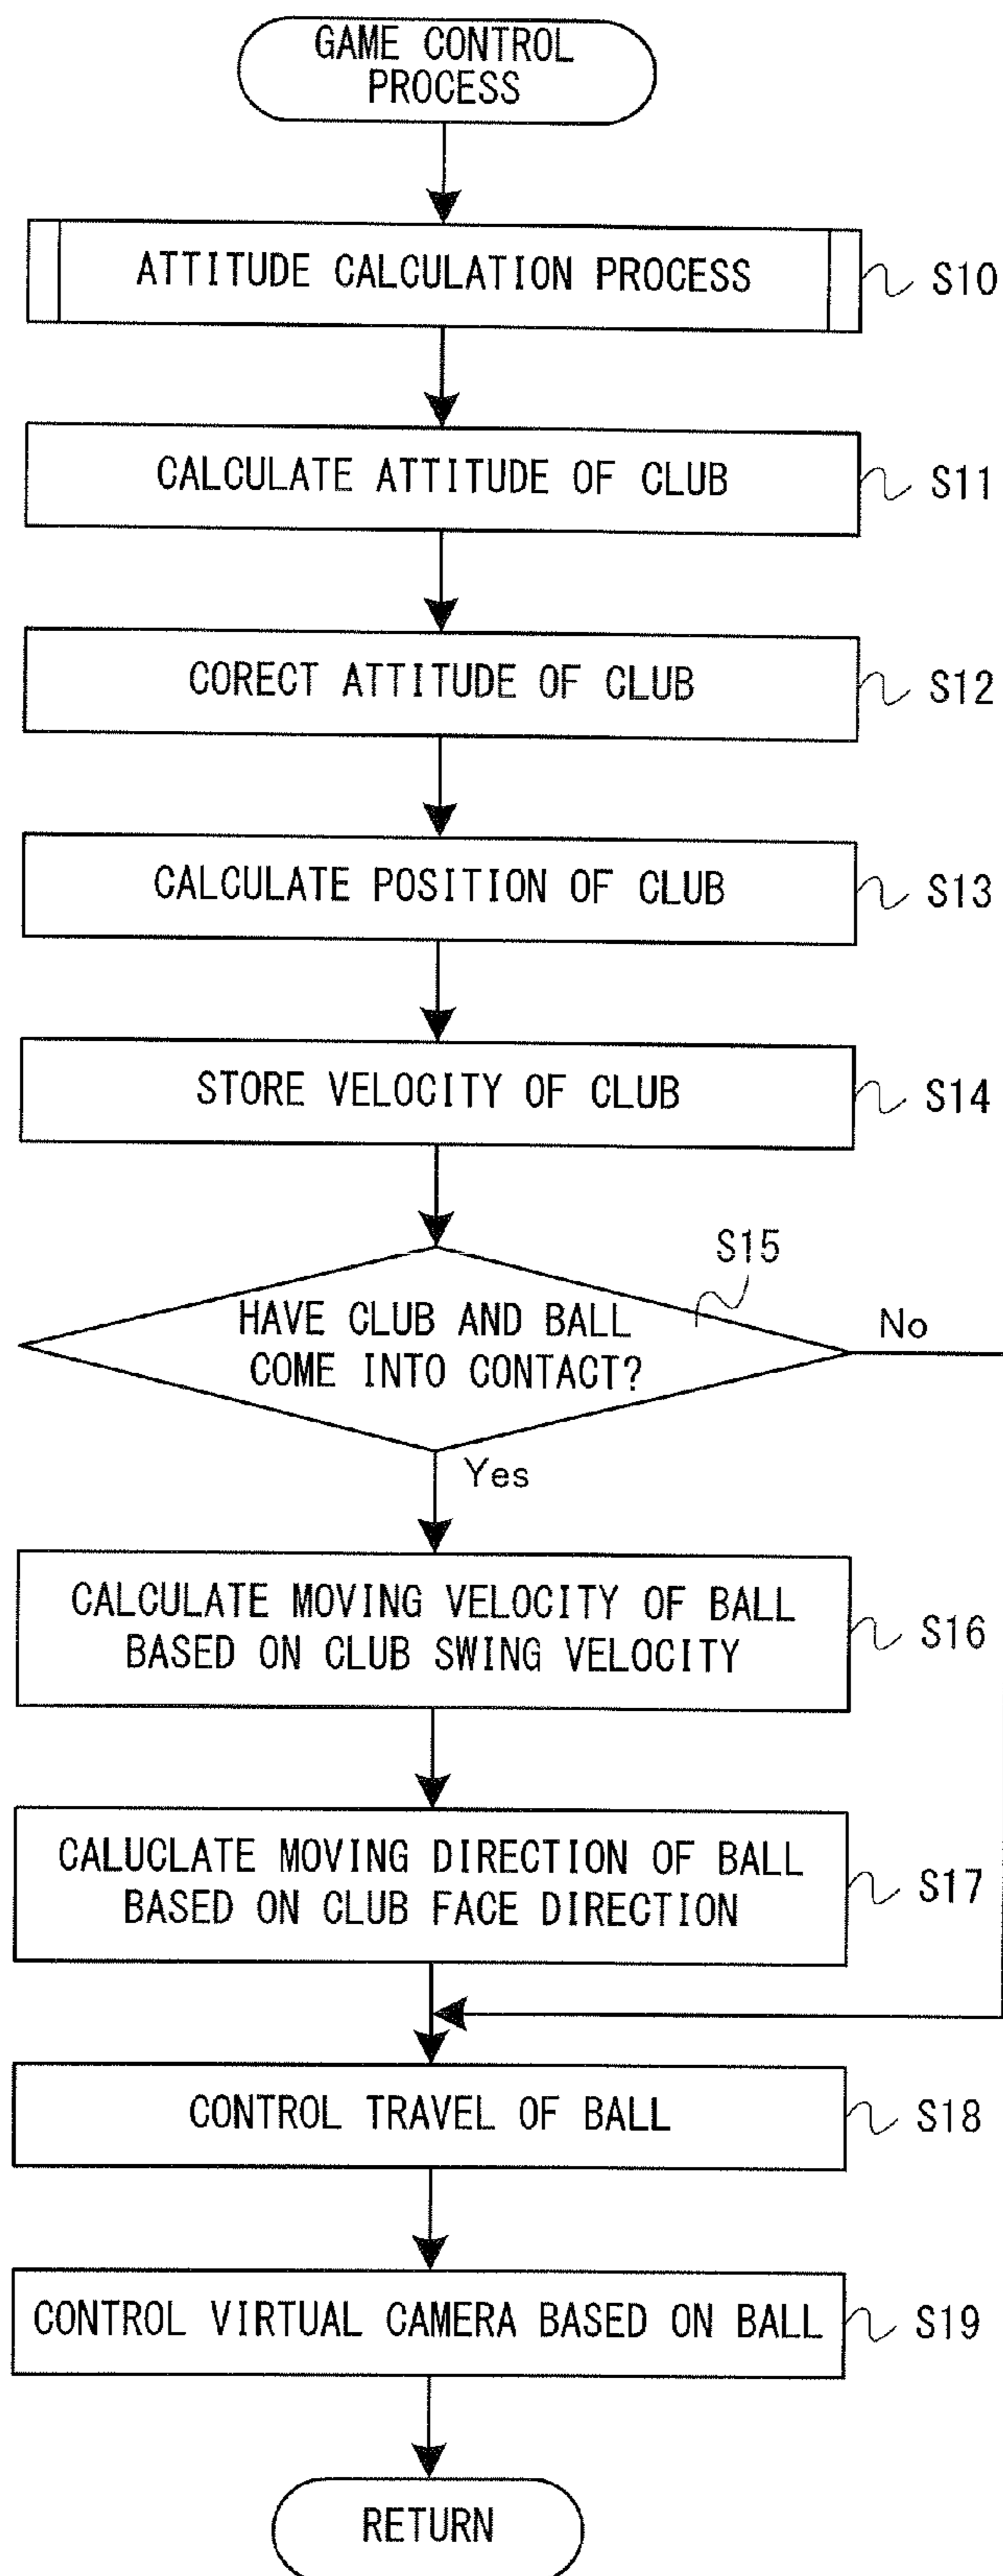 GAME CONTROL
PROCESS
ATTITUDE CALCULATION PROCESS
S10
CALCULATE ATTITUDE OF CLUB
S11
CORECT ATTITUDE OF CLUB
S12
CALCULATE POSITION OF CLUB
S13
STORE VELOCITY OF CLUB
S14
S15
HAVE CLUB AND BALL
COME INTO CONTACT?
No
Yes
CALCULATE MOVING VELOCITY OF BALL
BASED ON CLUB SWING VELOCITY
S16
CALUCLATE MOVING DIRECTION OF BALL
BASED ON CLUB FACE DIRECTION
S17
CONTROL TRAVEL OF BALL
S18
CONTROL VIRTUAL CAMERA BASED ON BALL
S19
RETURN